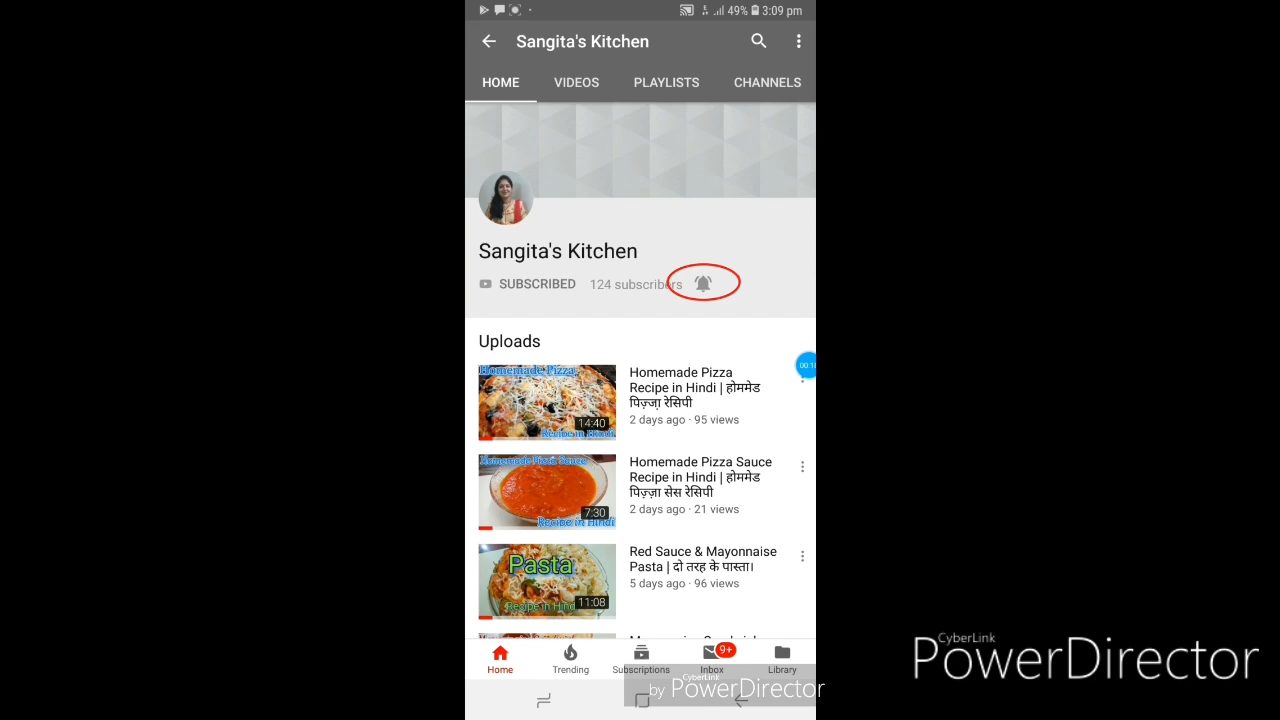 49% 3:09 pm
Sangita's Kitchen
HOME VIDEOS PLAYLISTS CHANNELS
Sangita's Kitchen
SUBSCRIBED 124 subscribers
Uploads
Homemade Pizza
Recipe in Hindi
14:40
Homemade Pizza
Recipe in Hindi | होममेड
पिज़्ज़ा रेसिपी
2 days ago · 95 views
Homemade Pizza Sauce
Recipe in Hindi
7:30
Homemade Pizza Sauce
Recipe in Hindi | होममेड
पिज़्ज़ा सेस रेसिपी
2 days ago · 21 views
Pasta
Recipe in Hind
11:08
Red Sauce & Mayonnaise
Pasta | दो तरह के पास्ता।
5 days ago · 96 views
9+
Home Trending Subscriptions Inbox Library
CyberLink
by PowerDirector
CyberLink
PowerDirector